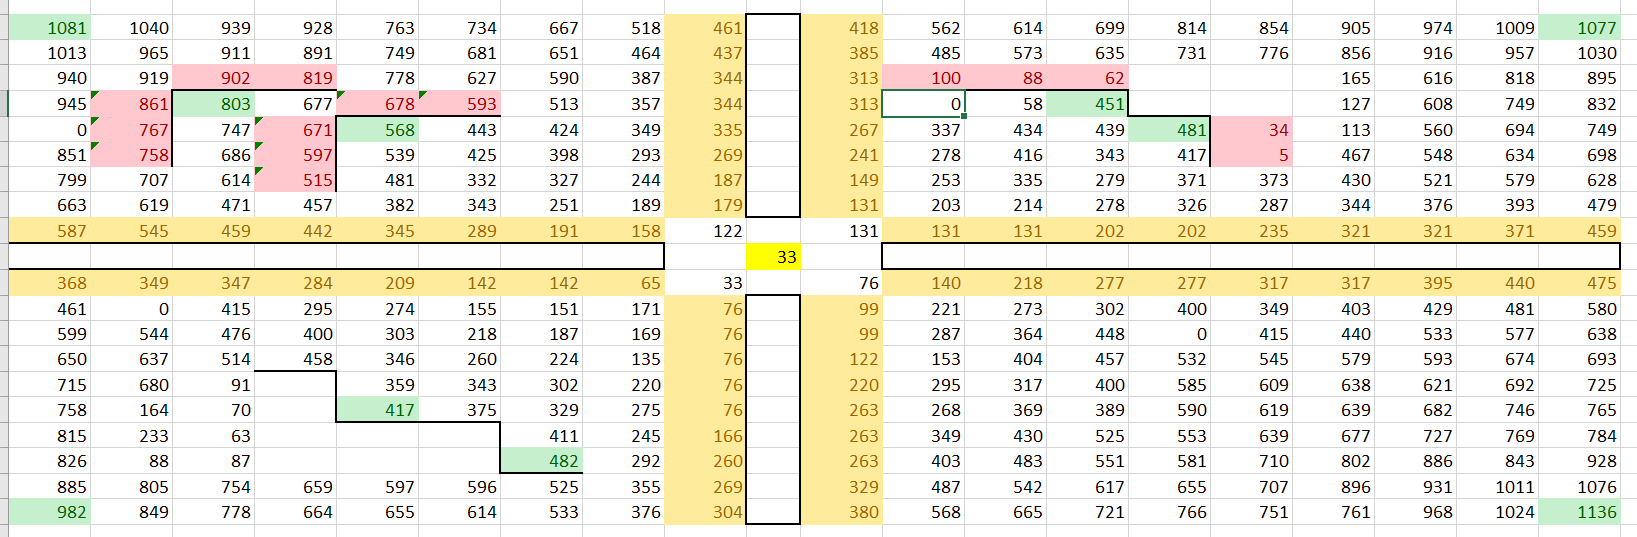 1081 1040 939 928 763 734 667 518 461 418 562 614 699 814 854 905 974 1009 1077
1013 965 911 891 749 681 651 464 437 385 485 573 635 731 776 856 916 957 1030
940 919 902 819 778 627 590 387 344 313 100 88 62 165 616 818 895
945 861 803 677 678 593 513 357 344 313 0 58 451 127 608 749 832
0 767 747 671 568 443 424 349 335 267 337 434 439 481 34 113 560 694 749
851 758 686 597 539 425 398 293 269 241 278 416 343 417 5 467 548 634 698
799 707 614 515 481 332 327 244 187 149 253 335 279 371 373 430 521 579 628
663 619 471 457 382 343 251 189 179 131 203 214 278 326 287 344 376 393 479
587 545 459 442 345 289 191 158 122 131 131 131 202 202 235 321 321 371 459
33
368 349 347 284 209 142 142 65 33 76 140 218 277 277 317 317 395 440 475
461 0 415 295 274 155 151 171 76 99 221 273 302 400 349 403 429 481 580
599 544 476 400 303 218 187 169 76 99 287 364 448 0 415 440 533 577 638
650 637 514 458 346 260 224 135 76 122 153 404 457 532 545 579 593 674 693
715 680 91 359 343 302 220 76 220 295 317 400 585 609 638 621 692 725
758 164 70 417 375 329 275 76 263 268 369 389 590 619 639 682 746 765
815 233 63 411 245 166 263 349 430 525 553 639 677 727 769 784
826 88 87 482 292 260 263 403 483 551 581 710 802 886 843 928
885 805 754 659 597 596 525 355 269 329 487 542 617 655 707 896 931 1011 1076
982 849 778 664 655 614 533 376 304 380 568 665 721 766 751 761 968 1024 1136